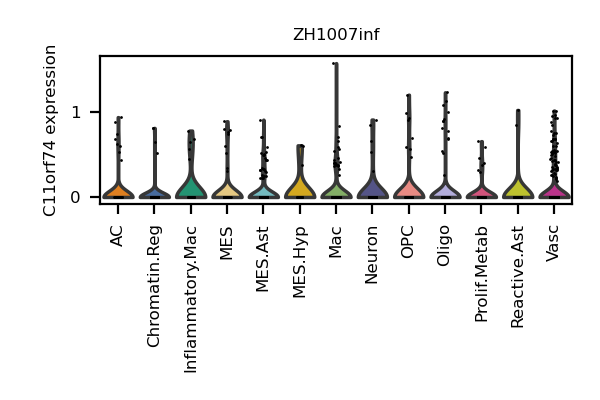 ZH1007inf
C11orf74 expression
1
0
AC
Chromatin.Reg
Inflammatory.Mac
MES
MES.Ast
MES.Hyp
Mac
Neuron
OPC
Oligo
Prolif.Metab
Reactive.Ast
Vasc